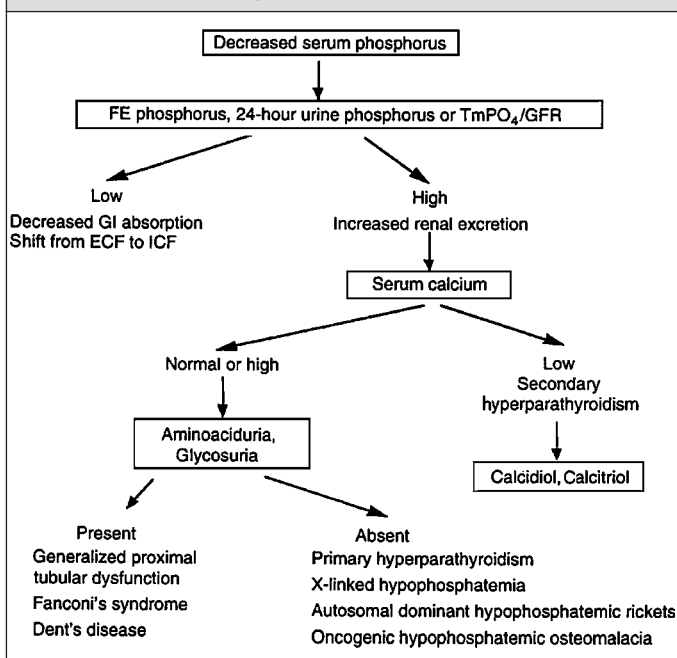 Decreased serum phosphorus
FE phosphorus, 24-hour urine phosphorus or TmPO₄/GFR
Low
Decreased GI absorption
Shift from ECF to ICF
High
Increased renal excretion
Serum calcium
Normal or high
Low
Secondary
hyperparathyroidism
Aminoaciduria,
Glycosuria
Calcidiol, Calcitriol
Present
Generalized proximal
tubular dysfunction
Fanconi's syndrome
Dent's disease
Absent
Primary hyperparathyroidism
X-linked hypophosphatemia
Autosomal dominant hypophosphatemic rickets
Oncogenic hypophosphatemic osteomalacia